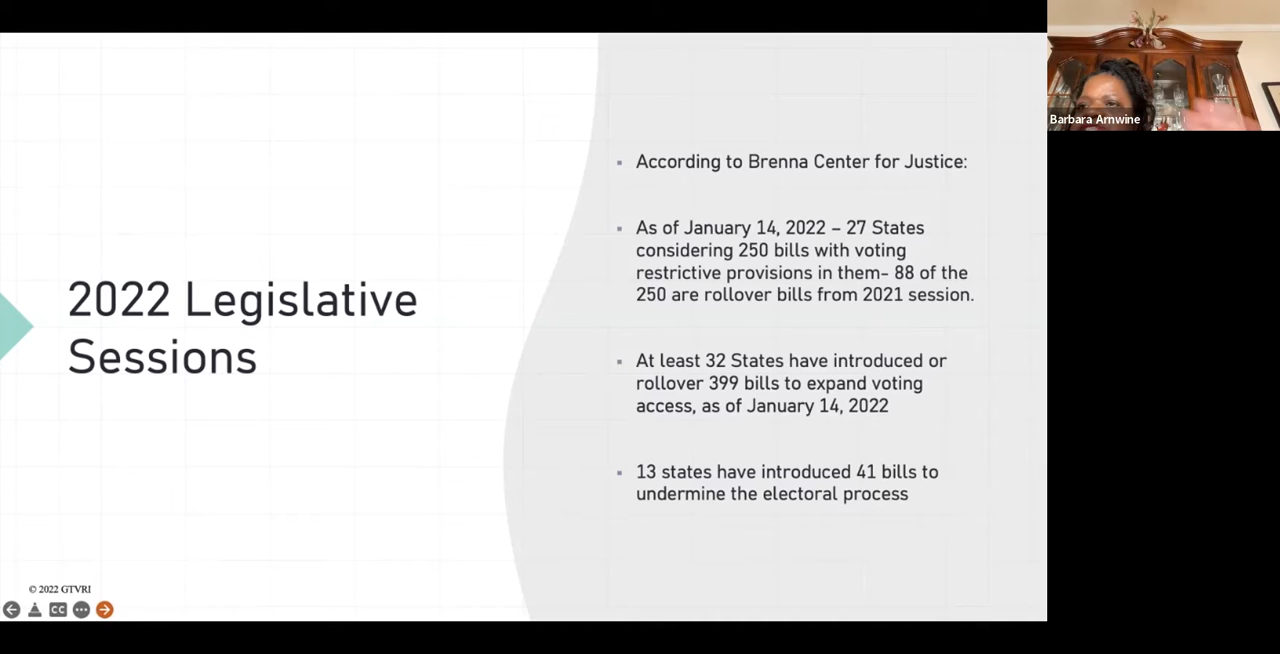 2022 Legislative
Sessions
According to Brenna Center for Justice:
As of January 14, 2022 – 27 States
considering 250 bills with voting
restrictive provisions in them- 88 of the
250 are rollover bills from 2021 session.
At least 32 States have introduced or
rollover 399 bills to expand voting
access, as of January 14, 2022
13 states have introduced 41 bills to
undermine the electoral process
© 2022 GTVRI
CC
Barbara Arnwine